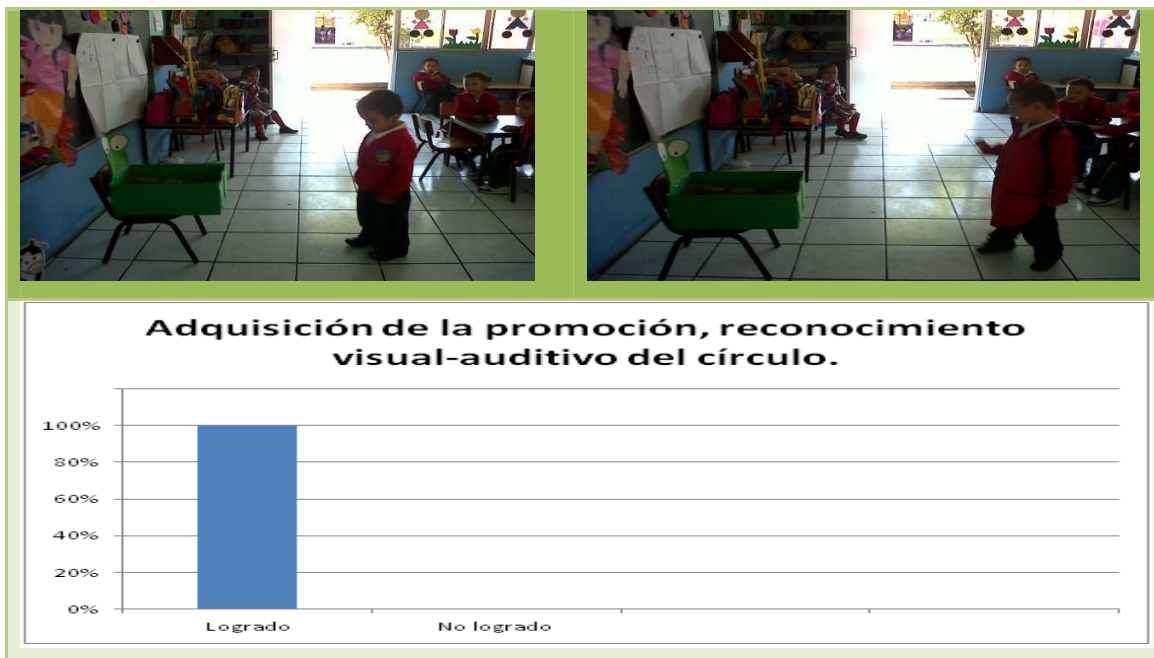 Adquisición de la promoción, reconocimiento
visual-auditivo del círculo.
100%
80%
60%
40%
20%
0%
Logrado No logrado